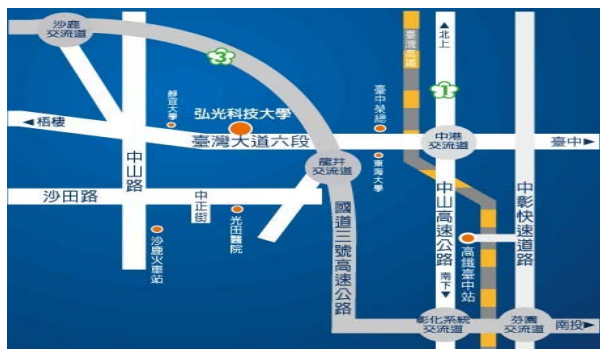 沙鹿
交流道
3
臺灣高鐵
▲北上
1
靜宜大學
弘光科技大學
臺中榮總
◀梧棲
臺灣大道六段
中港
交流道
臺中▶
龍井
交流道
東海大學
中山路
沙田路
中正街
光田醫院
沙鹿火車站
國道三號高速公路
中山高速公路
南下▼
高鐵臺中站
中彰快速道路
彰化系統
交流道
芬園
交流道
南投▶